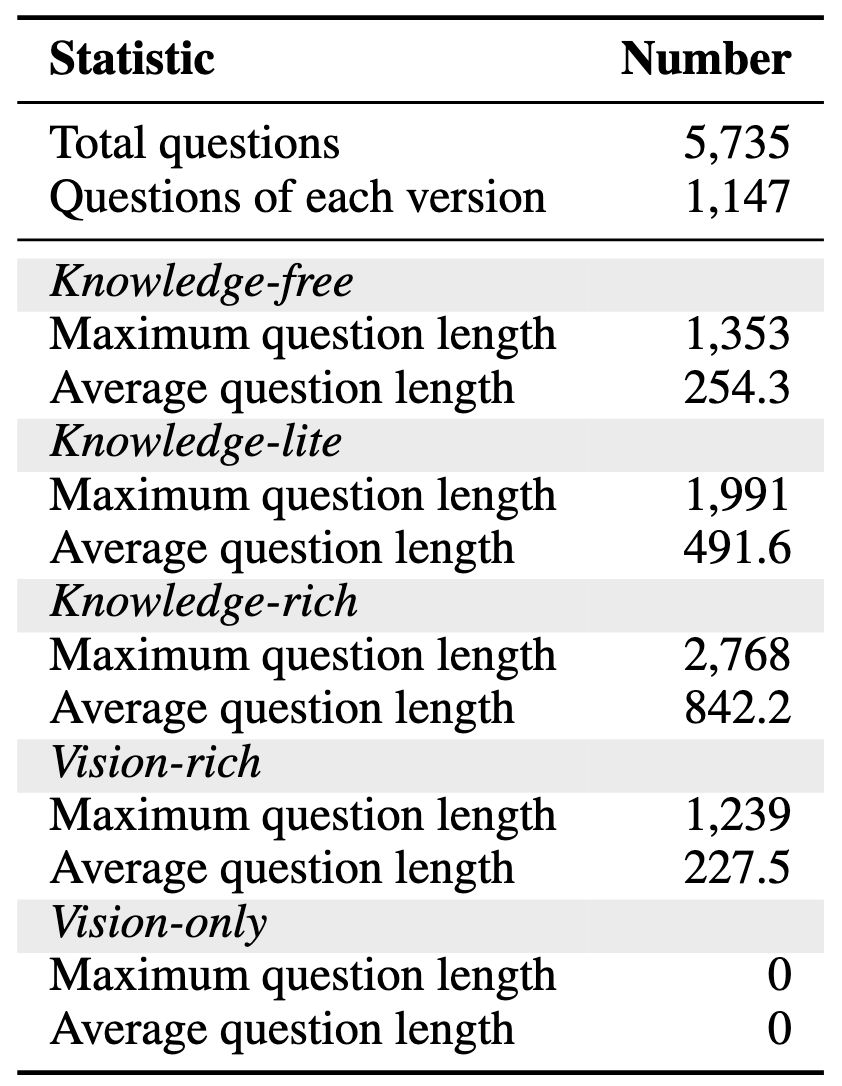 Statistic Number
Total questions 5,735
Questions of each version 1,147
Knowledge-free
Maximum question length 1,353
Average question length 254.3
Knowledge-lite
Maximum question length 1,991
Average question length 491.6
Knowledge-rich
Maximum question length 2,768
Average question length 842.2
Vision-rich
Maximum question length 1,239
Average question length 227.5
Vision-only
Maximum question length 0
Average question length 0